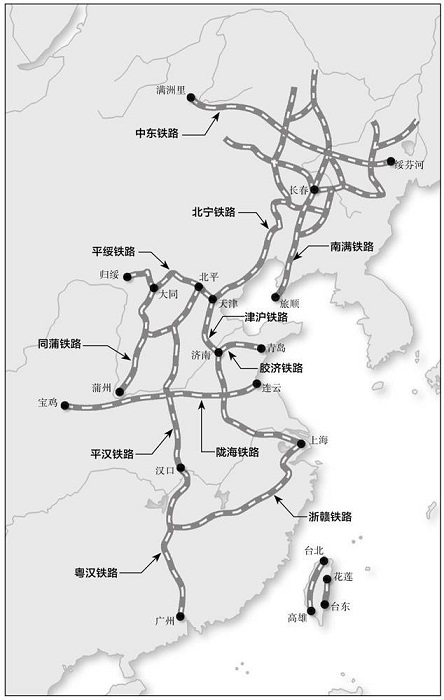 满洲里
中东铁路
绥芬河
长春
北宁铁路
平绥铁路
南满铁路
归绥
北平
大同
天津
旅顺
津沪铁路
同蒲铁路
济南
青岛
胶济铁路
蒲州
连云
宝鸡
平汉铁路
陇海铁路
上海
汉口
浙赣铁路
台北
粤汉铁路
花莲
台东
广州
高雄